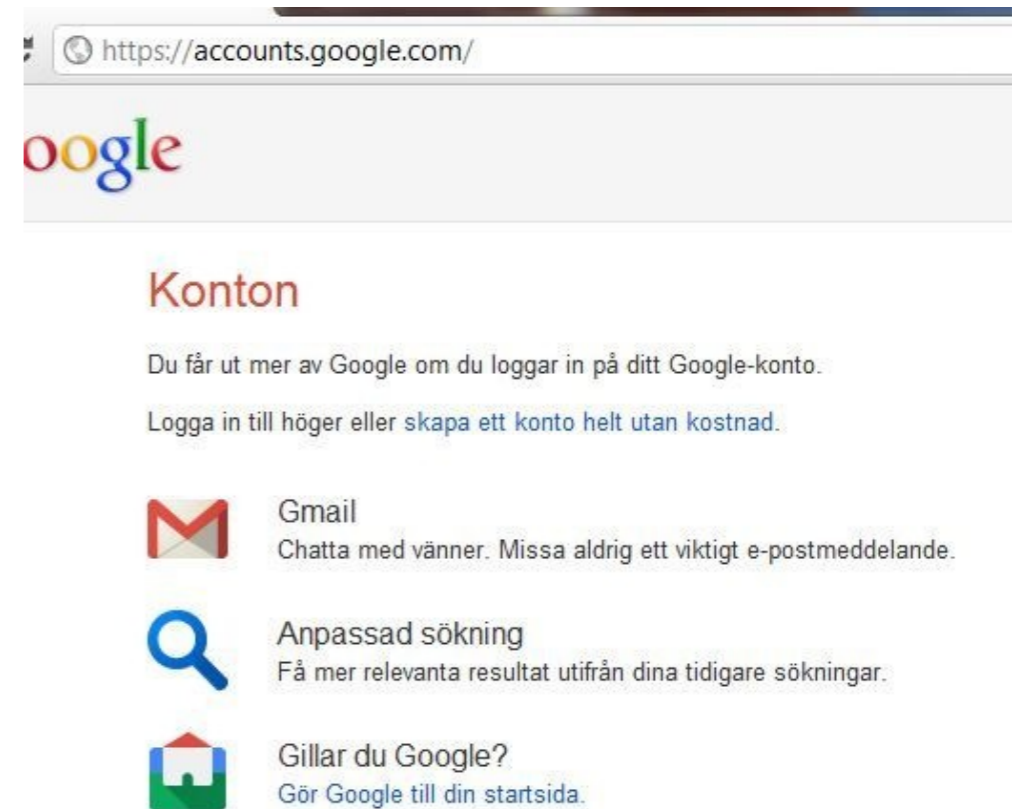 https://accounts.google.com/
oogle
Konton
Du får ut mer av Google om du loggar in på ditt Google-konto.
Logga in till höger eller skapa ett konto helt utan kostnad.
Gmail
Chatta med vänner. Missa aldrig ett viktigt e-postmeddelande.
Anpassad sökning
Få mer relevanta resultat utifrån dina tidigare sökningar.
Gillar du Google?
Gör Google till din startsida.